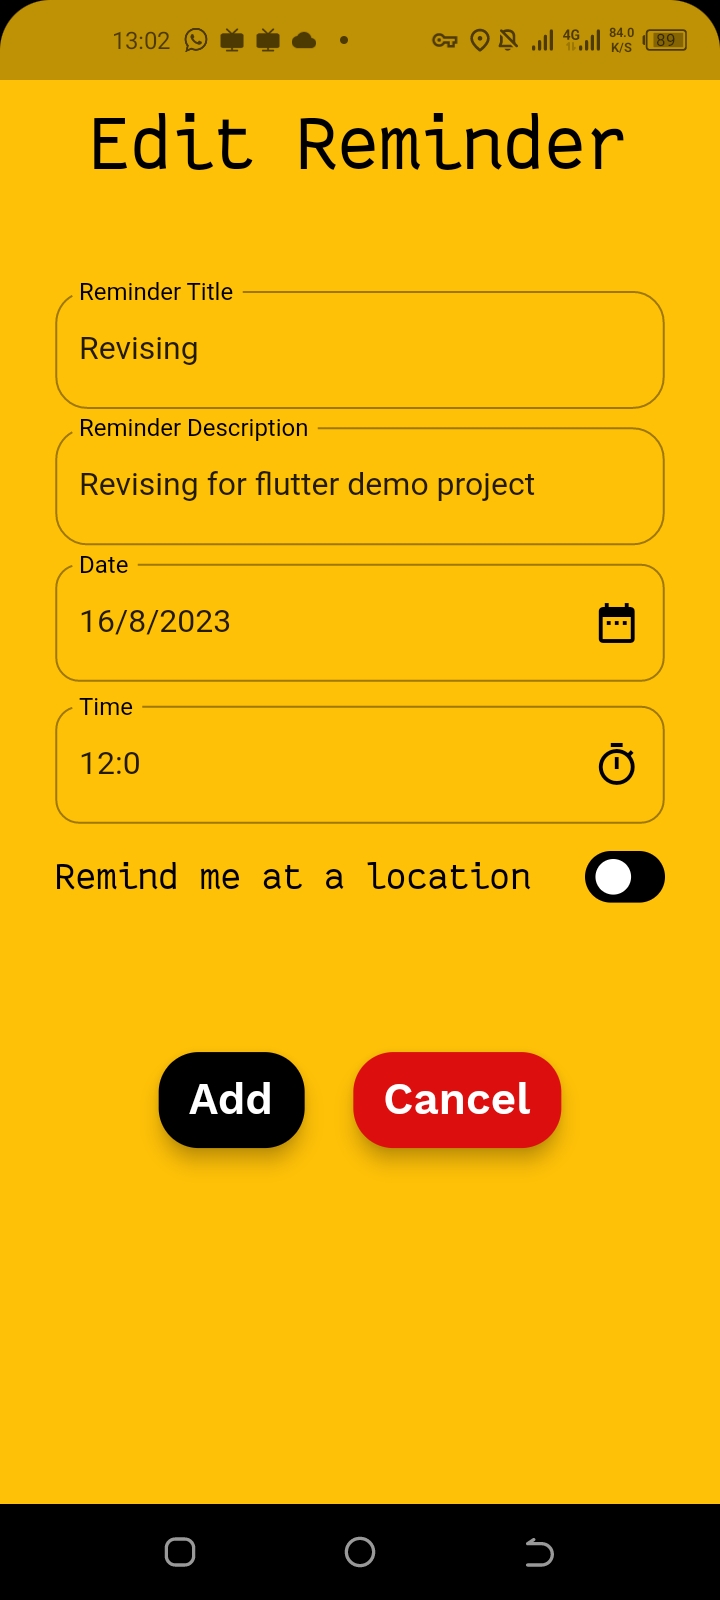 13:02 4G 84.0 K/S 89
Edit Reminder
Reminder Title
Revising
Reminder Description
Revising for flutter demo project
Date
16/8/2023
Time
12:0
Remind me at a location
Add Cancel